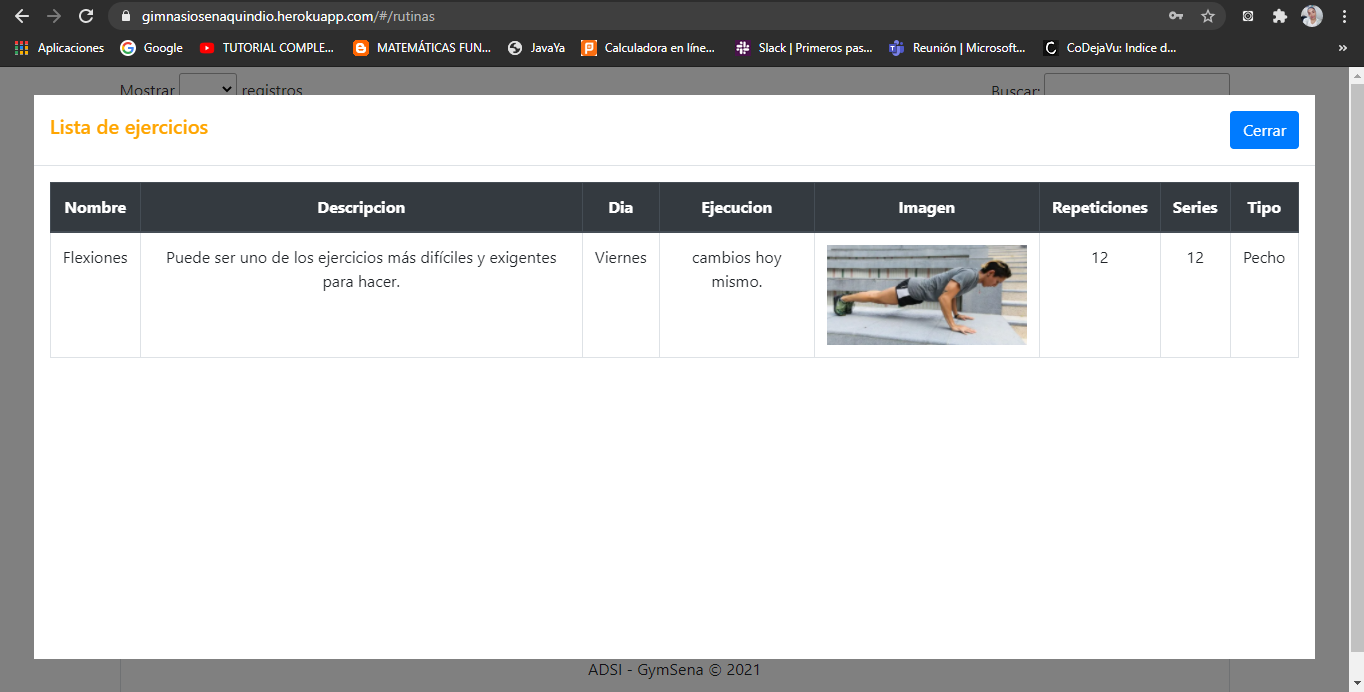 gimnasiosenaquindio.herokuapp.com/#/rutinas
Aplicaciones Google TUTORIAL COMPLE... MATEMÁTICAS FUN... JavaYa Calculadora en líne... Slack | Primeros pas... Reunión | Microsoft... CoDejaVu: Indice d... »
Mostrar registros Buscar:
Lista de ejercicios Cerrar
Nombre Descripcion Dia Ejecucion Imagen Repeticiones Series Tipo
Flexiones Puede ser uno de los ejercicios más difíciles y exigentes Viernes cambios hoy 12 12 Pecho
para hacer. mismo.
ADSI - GymSena © 2021